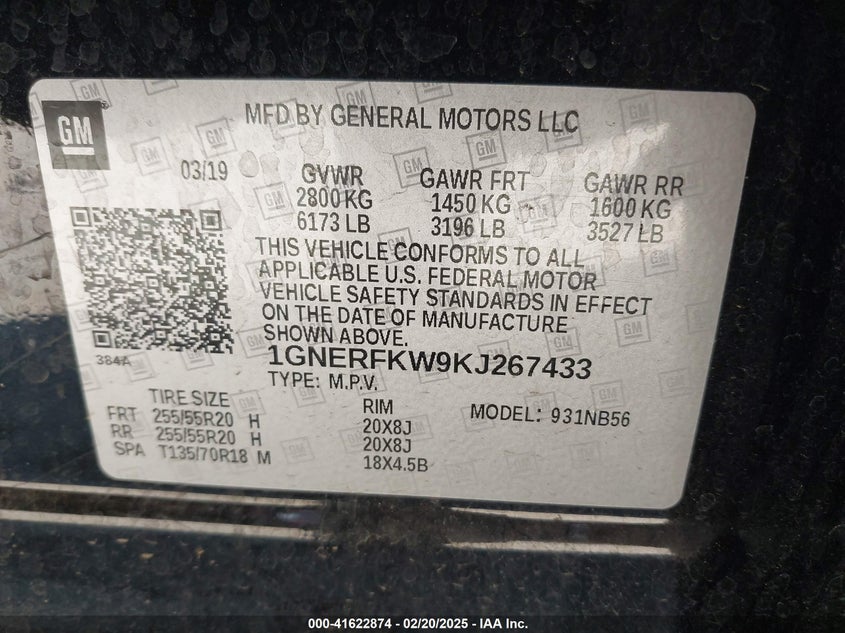 GM
MFD BY GENERAL MOTORS LLC
03/19
GVWR GAWR FRT GAWR RR
2800 KG 1450 KG 1600 KG
6173 LB 3196 LB 3527 LB
THIS VEHICLE CONFORMS TO ALL
APPLICABLE U.S. FEDERAL MOTOR
VEHICLE SAFETY STANDARDS IN EFFECT
ON THE DATE OF MANUFACTURE
SHOWN ABOVE.
384A
1GNERFKW9KJ267433
TYPE: M.P.V.
TIRE SIZE RIM MODEL: 931NB56
FRT 255/55R20 H 20X8J
RR 255/55R20 H 20X8J
SPA T135/70R18 M 18X4.5B
000-41622874 - 02/20/2025 - IAA Inc.